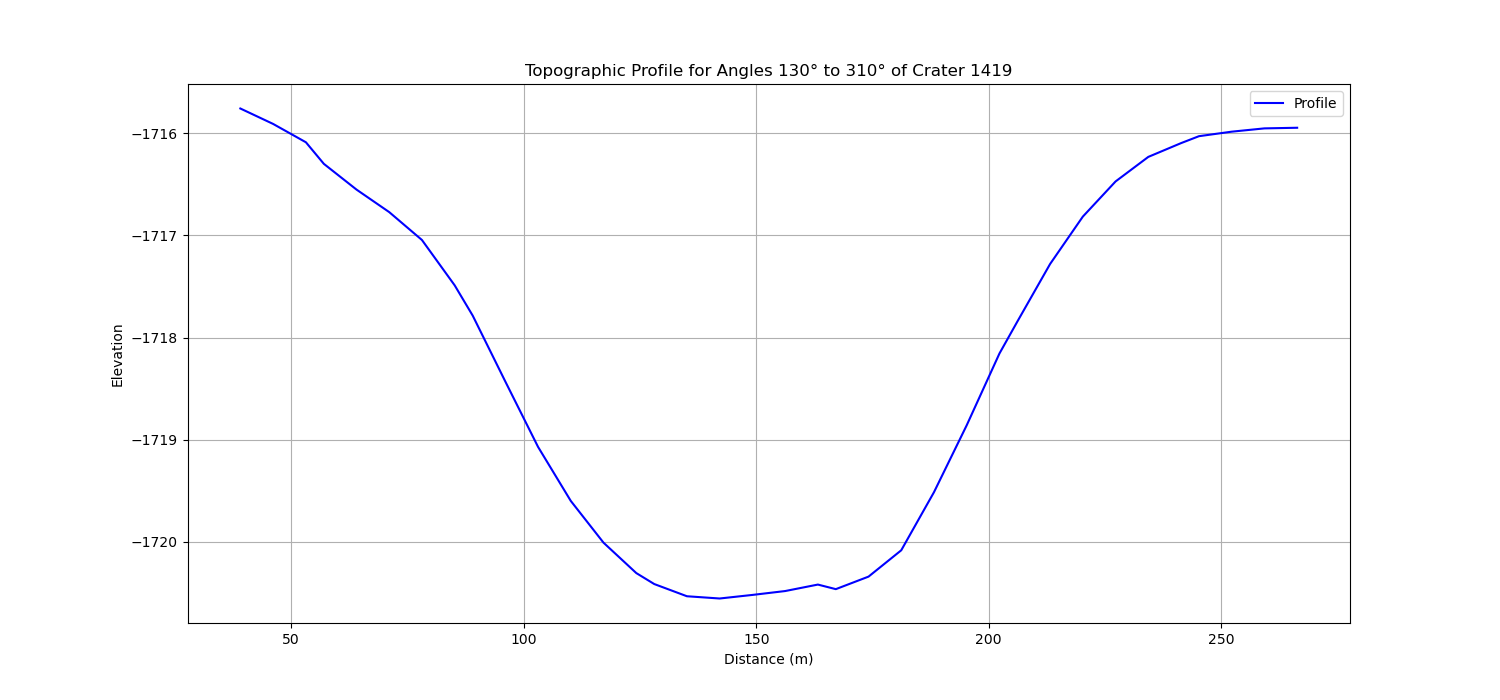 Topographic Profile for Angles 130° to 310° of Crater 1419
Profile
−1716
−1717
−1718
−1719
−1720
Elevation
50
100
150
200
250
Distance (m)